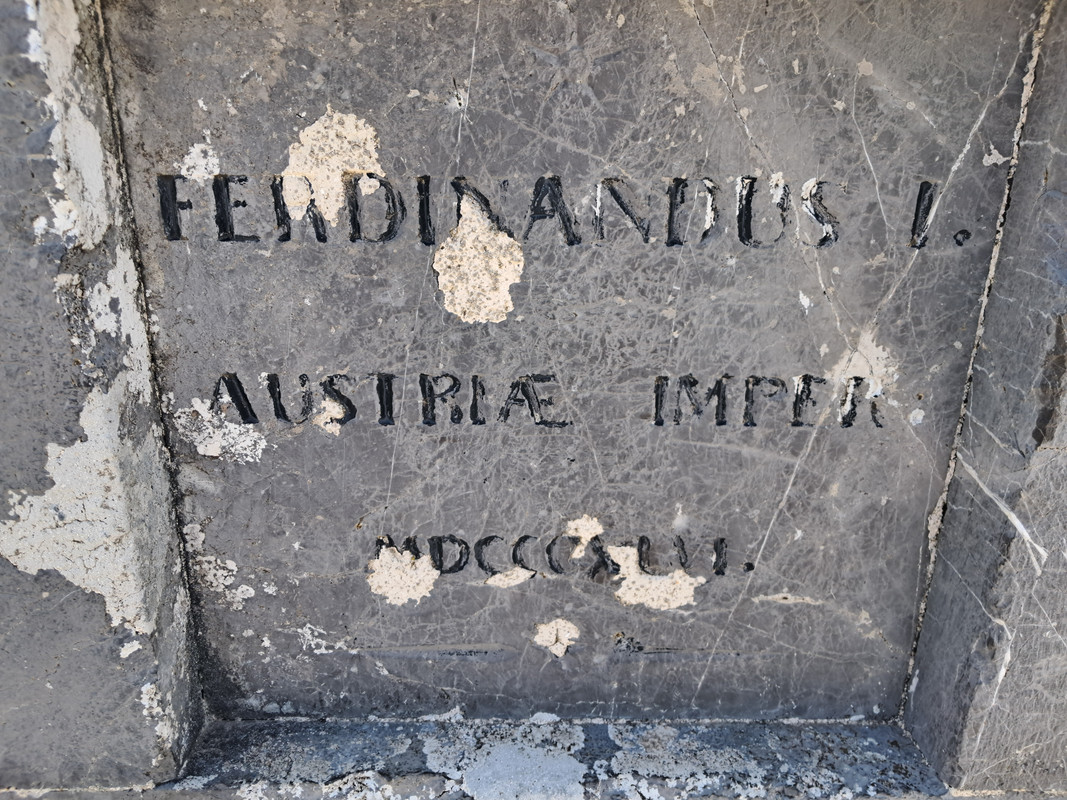 FERDINANDUS I.
AUSTRIÆ IMPER
MDCCCXLVI.